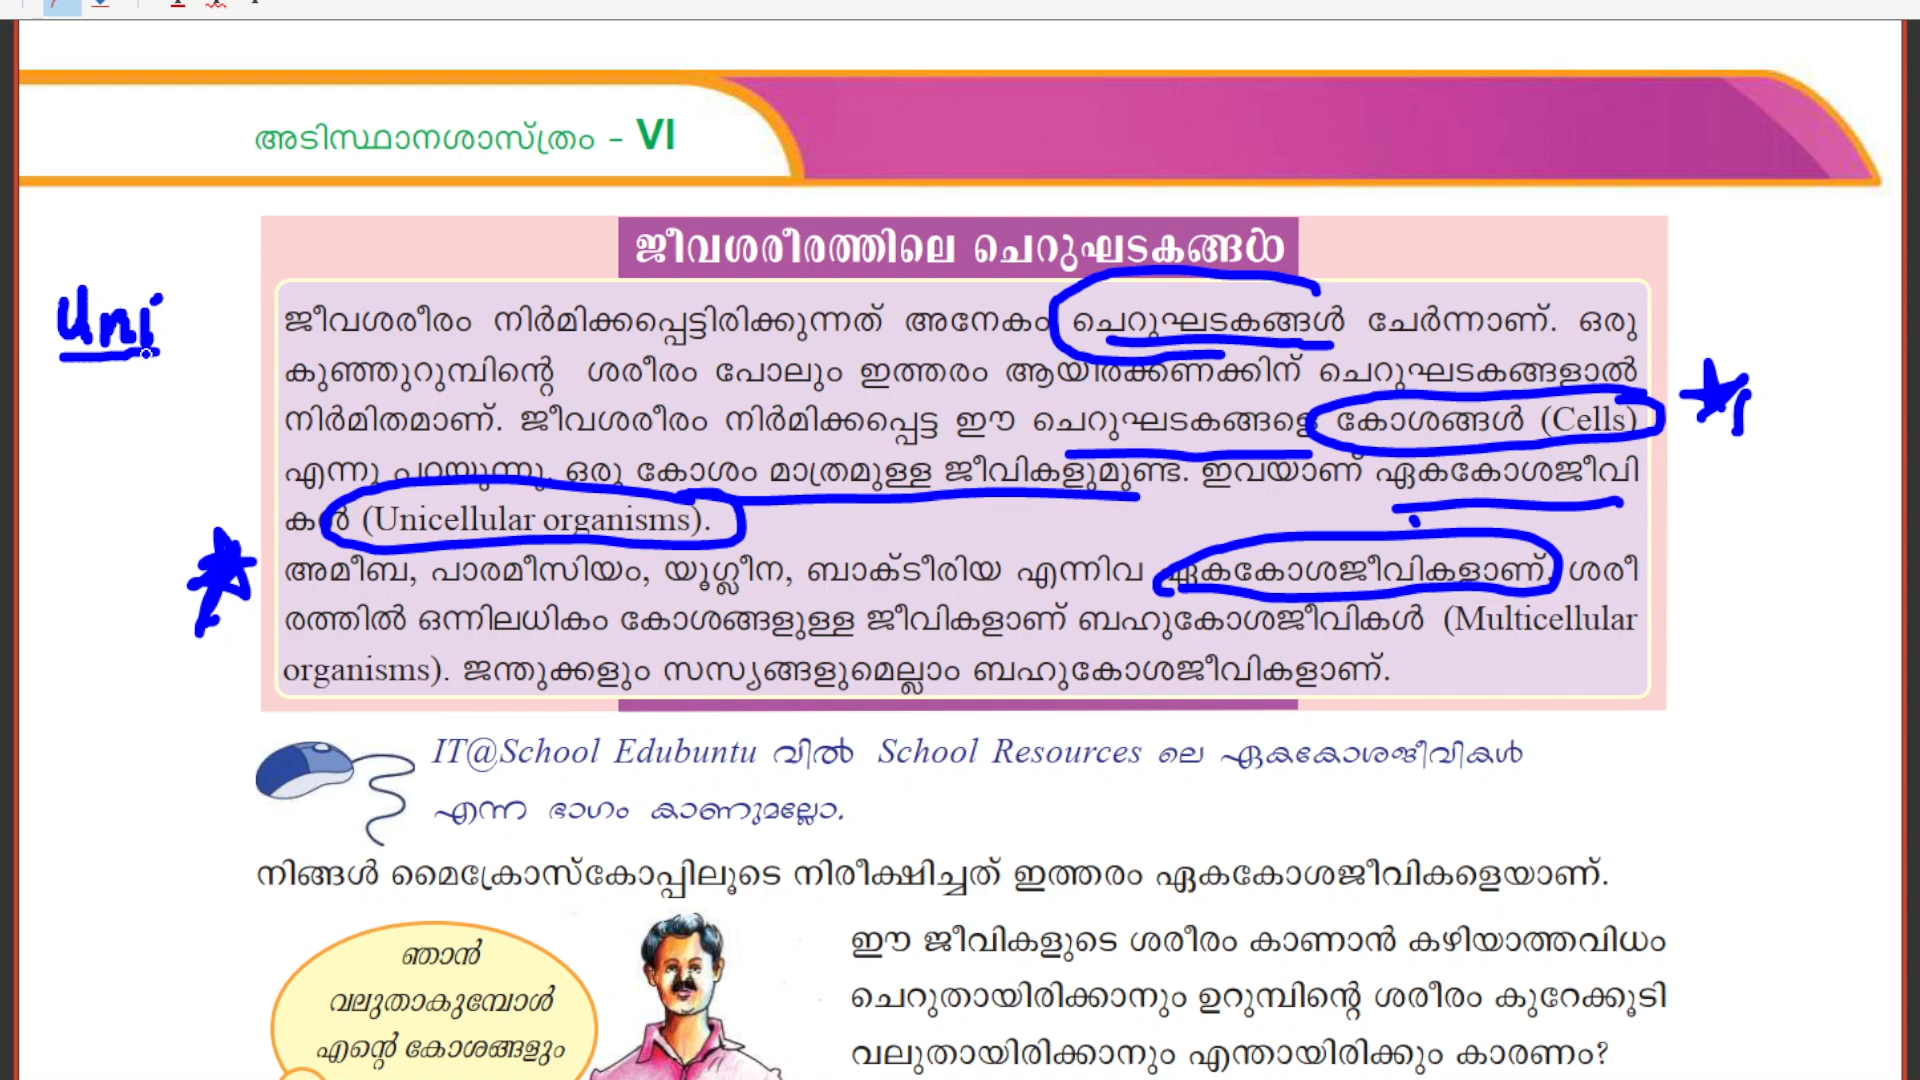 അടിസ്ഥാനശാസ്ത്രം - VI
ജീവശരീരത്തിലെ ചെറുഘടകങ്ങൾ
Uni
ജീവശരീരം നിർമിക്കപ്പെട്ടിരിക്കുന്നത് അനേകം ചെറുഘടകങ്ങൾ ചേർന്നാണ്. ഒരു
കുഞ്ഞുറുമ്പിന്റെ ശരീരം പോലും ഇത്തരം ആയിരക്കണക്കിന് ചെറുഘടകങ്ങളാൽ
നിർമിതമാണ്. ജീവശരീരം നിർമിക്കപ്പെട്ട ഈ ചെറുഘടകങ്ങളെ കോശങ്ങൾ (Cells)
എന്നു പറയുന്നു. ഒരു കോശം മാത്രമുള്ള ജീവികളുമുണ്ട്. ഇവയാണ് ഏകകോശജീവി
കൾ (Unicellular organisms).
അമീബ, പാരമീസിയം, യൂഗ്ലീന, ബാക്ടീരിയ എന്നിവ ഏകകോശജീവികളാണ്. ശരീ
രത്തിൽ ഒന്നിലധികം കോശങ്ങളുള്ള ജീവികളാണ് ബഹുകോശജീവികൾ (Multicellular
organisms). ജന്തുക്കളും സസ്യങ്ങളുമെല്ലാം ബഹുകോശജീവികളാണ്.
IT@School Edubuntu വിൽ School Resources ലെ ഏകകോശജീവികൾ
എന്ന ഭാഗം കാണുമല്ലോ.
നിങ്ങൾ മൈക്രോസ്കോപ്പിലൂടെ നിരീക്ഷിച്ചത് ഇത്തരം ഏകകോശജീവികളെയാണ്.
ഞാൻ
വലുതാകുമ്പോൾ
എന്റെ കോശങ്ങളും
ഈ ജീവികളുടെ ശരീരം കാണാൻ കഴിയാത്തവിധം
ചെറുതായിരിക്കാനും ഉറുമ്പിന്റെ ശരീരം കുറേക്കൂടി
വലുതായിരിക്കാനും എന്തായിരിക്കും കാരണം?